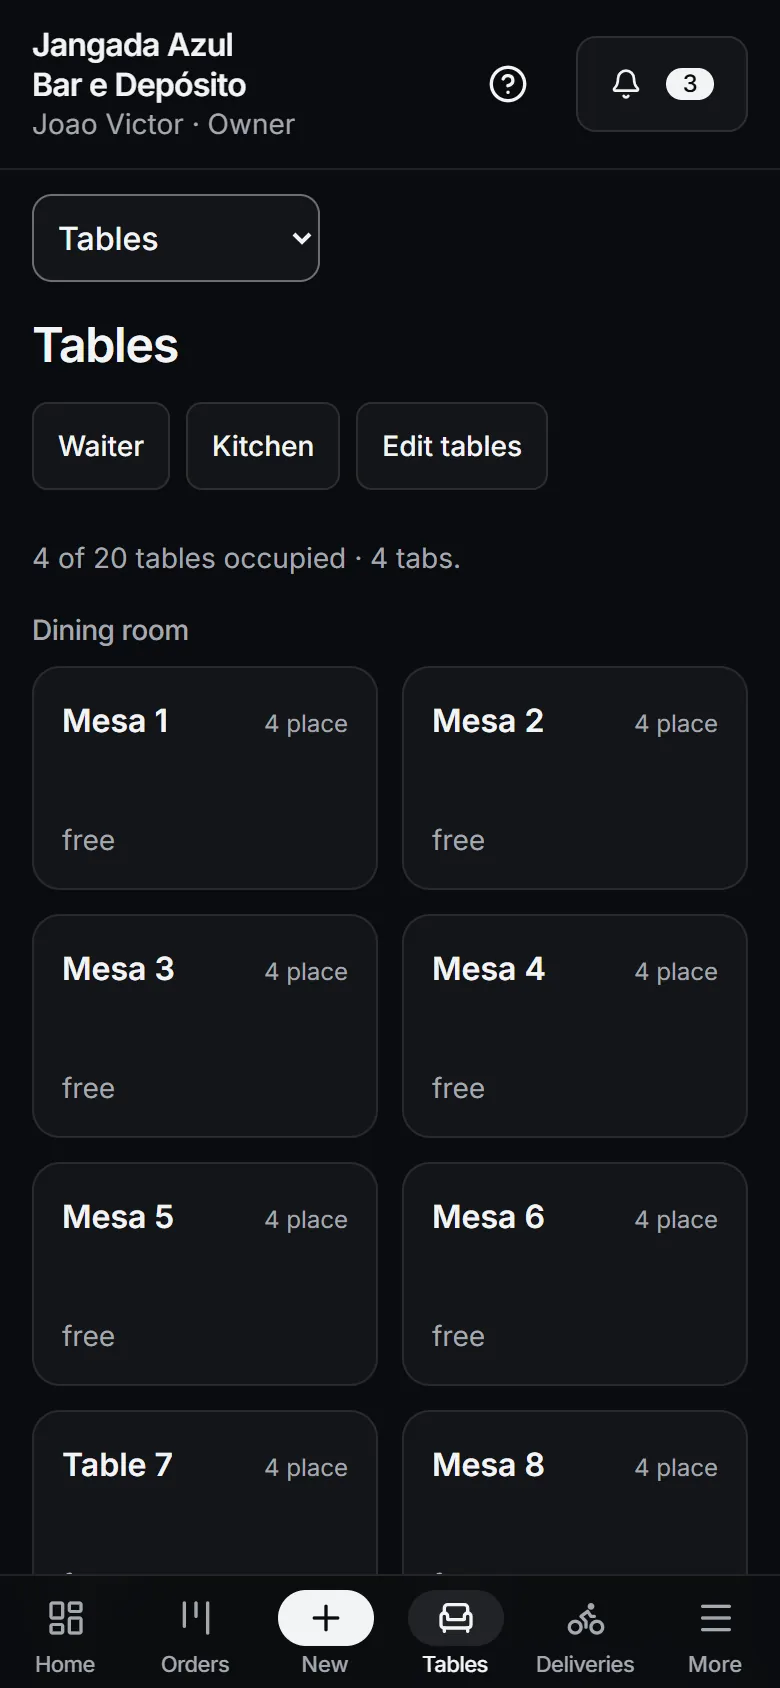 Jangada Azul
Bar e Depósito
Joao Victor · Owner
3
Tables
Tables
Waiter
Kitchen
Edit tables
4 of 20 tables occupied · 4 tabs.
Dining room
Mesa 1
4 place
free
Mesa 2
4 place
free
Mesa 3
4 place
free
Mesa 4
4 place
free
Mesa 5
4 place
free
Mesa 6
4 place
free
Table 7
4 place
Mesa 8
4 place
Home
Orders
New
Tables
Deliveries
More